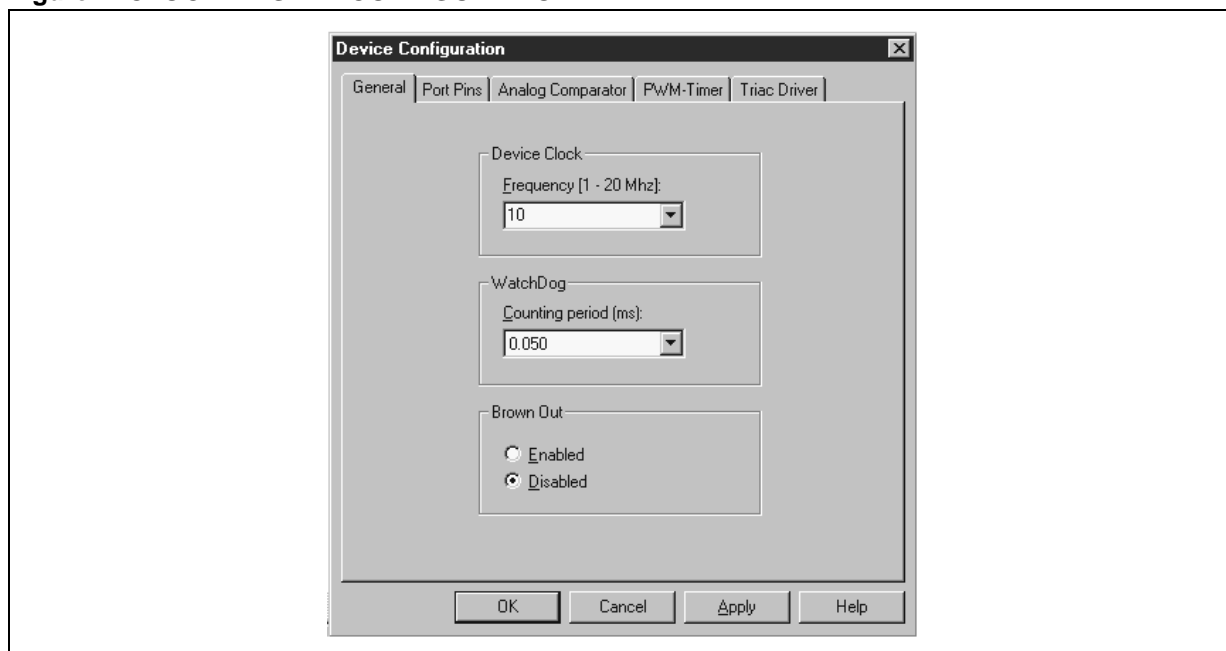 Device Configuration
General Port Pins Analog Comparator PWM-Timer Triac Driver
Device Clock
Frequency [1 - 20 Mhz]:
10
WatchDog
Counting period (ms):
0.050
Brown Out
Enabled
Disabled
OK Cancel Apply Help